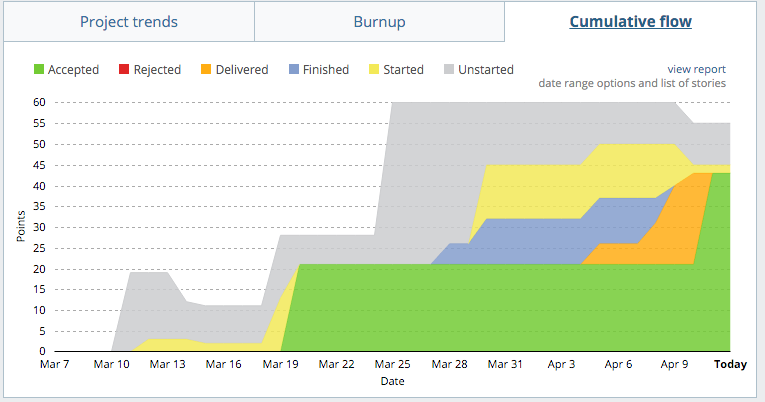 Project trends Burnup Cumulative flow
Accepted Rejected Delivered Finished Started Unstarted
view report
date range options and list of stories
60
55
50
45
40
35
30
25
20
15
10
5
0
Points
Mar 7 Mar 10 Mar 13 Mar 16 Mar 19 Mar 22 Mar 25 Mar 28 Mar 31 Apr 3 Apr 6 Apr 9 Today
Date